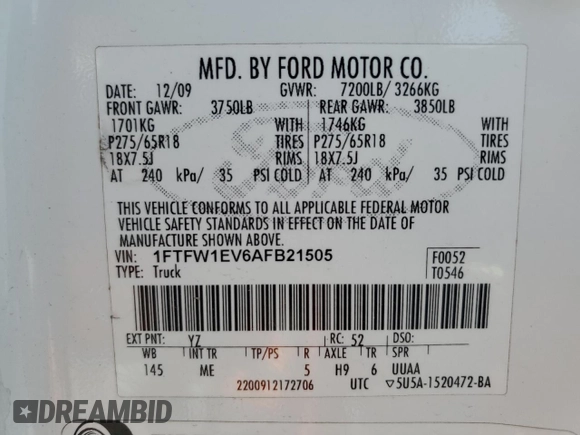 MFD. BY FORD MOTOR CO.
DATE: 12/09 GVWR: 7200LB/ 3266KG
FRONT GAWR: 3750LB REAR GAWR: 3850LB
1701KG WITH 1746KG WITH
P275/65R18 TIRES P275/65R18 TIRES
18X7.5J RIMS 18X7.5J RIMS
AT 240 kPa/ 35 PSI COLD AT 240 kPa/ 35 PSI COLD
THIS VEHICLE CONFORMS TO ALL APPLICABLE FEDERAL MOTOR
VEHICLE SAFETY STANDARDS IN EFFECT ON THE DATE OF
MANUFACTURE SHOWN ABOVE.
VIN: 1FTFW1EV6AFB21505 F0052
TYPE: Truck T0546
EXT PNT: YZ RC: 52 DSO:
WB INT TR TP/PS R AXLE TR SPR
145 ME 5 H9 6 UUAA
2200912172706 UTC ▽5U5A-1520472-BA
DREAMBID